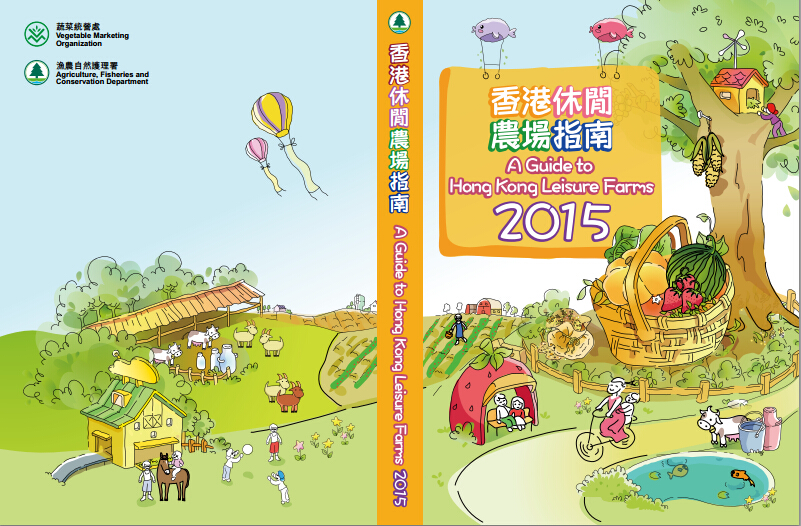 蔬菜統營處
Vegetable Marketing
Organization
漁農自然護理署
Agriculture, Fisheries and
Conservation Department
香港休閒農場指南 A Guide to Hong Kong Leisure Farms 2015
香港休閒
農場指南
A Guide to
Hong Kong Leisure Farms
2015